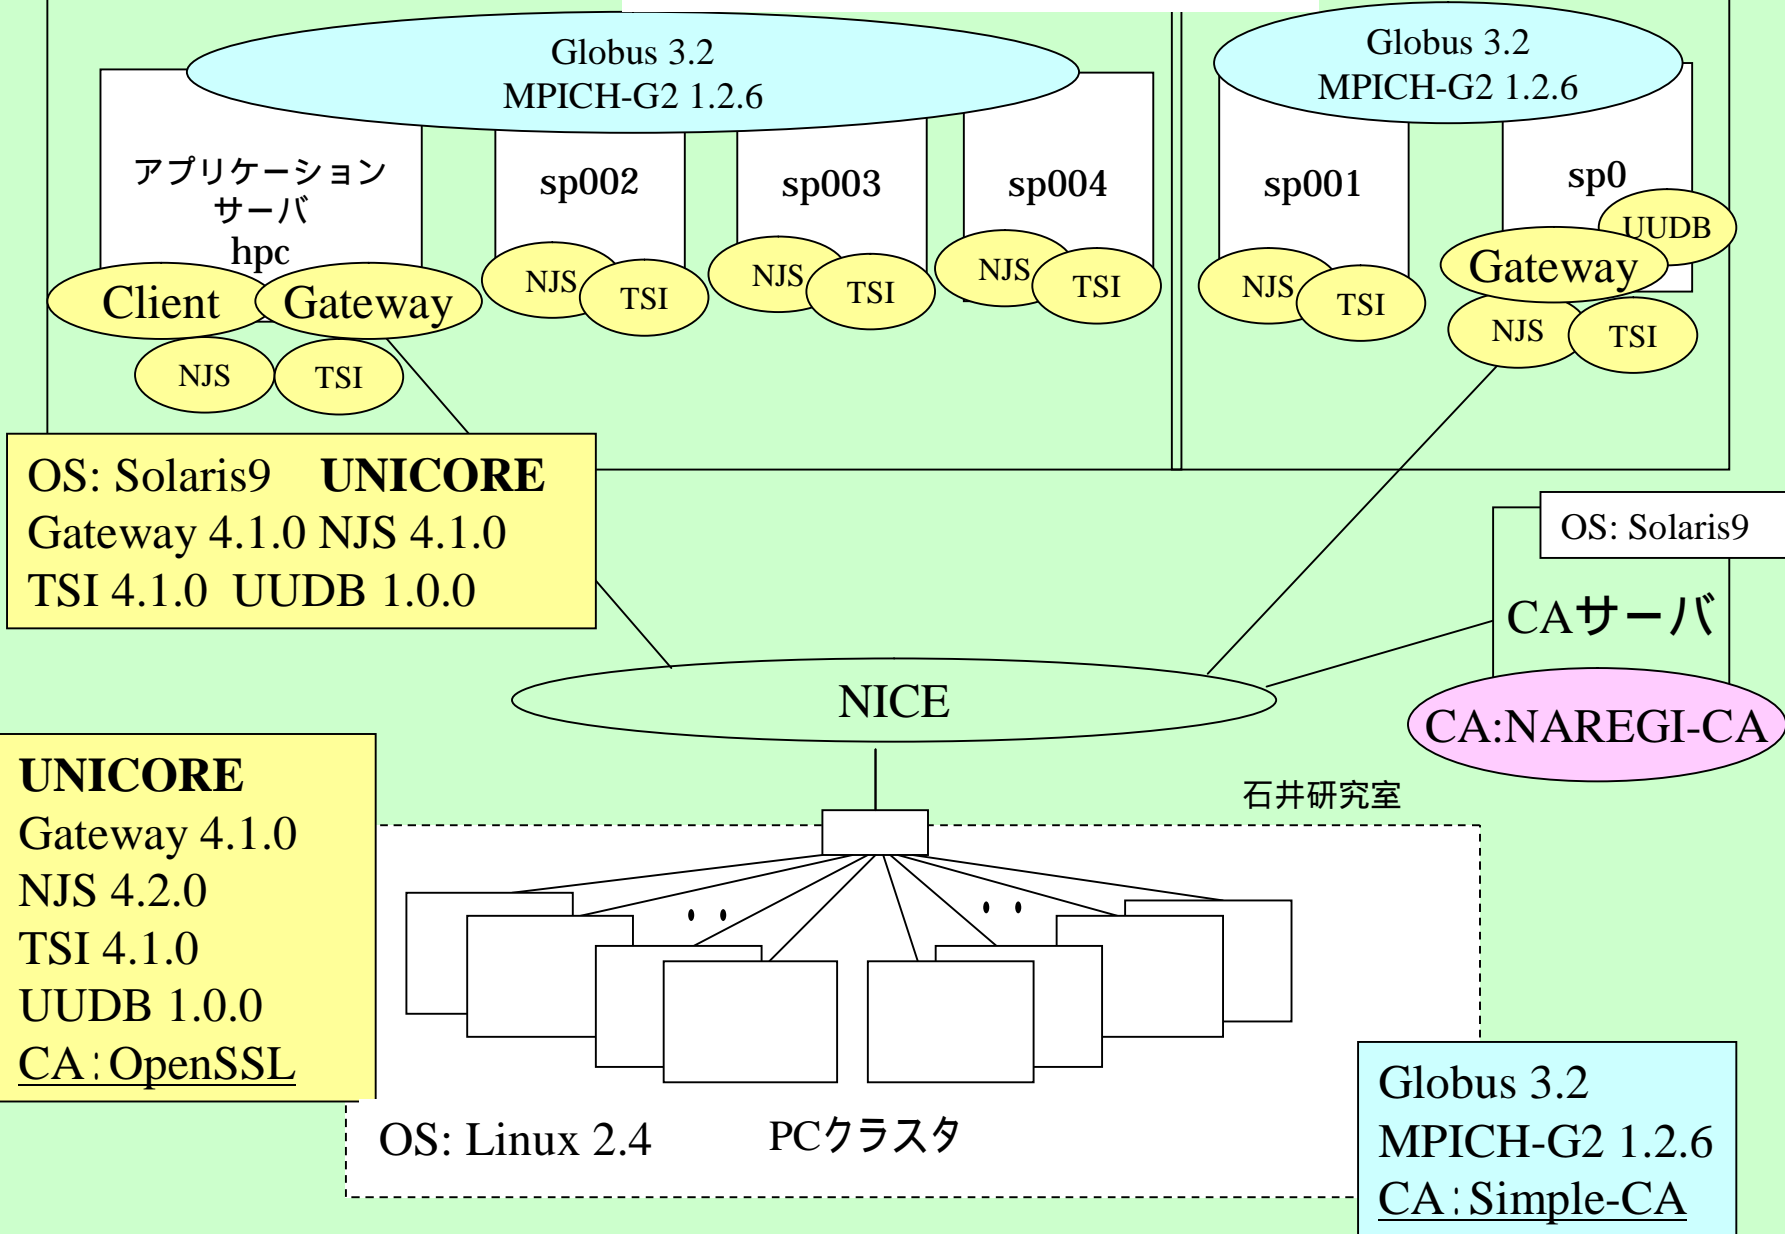 Globus 3.2
MPICH-G2 1.2.6
Globus 3.2
MPICH-G2 1.2.6
アプリケーション
サーバ
hpc
sp002
sp003
sp004
sp001
sp0
UUDB
Client
Gateway
NJS
TSI
NJS
TSI
NJS
TSI
NJS
TSI
NJS
TSI
Gateway
NJS
TSI
OS: Solaris9 UNICORE
Gateway 4.1.0 NJS 4.1.0
TSI 4.1.0 UUDB 1.0.0
OS: Solaris9
CAサーバ
CA:NAREGI-CA
NICE
石井研究室
UNICORE
Gateway 4.1.0
NJS 4.2.0
TSI 4.1.0
UUDB 1.0.0
CA：OpenSSL
OS: Linux 2.4
PCクラスタ
Globus 3.2
MPICH-G2 1.2.6
CA：Simple-CA